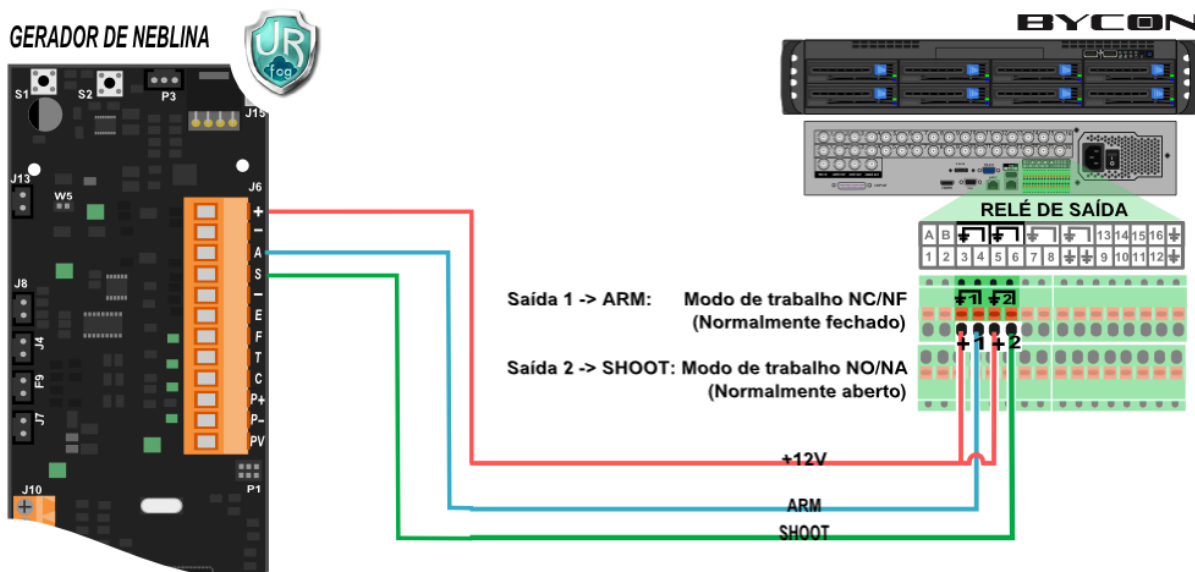 GERADOR DE NEBLINA
UR
fog
BYCON
S1
S2
P3
J15
J13
W5
J6
+
−
A
S
−
E
F
T
C
P+
P−
PV
J8
J4
F9
J7
J10
P1
RELÉ DE SAÍDA
A B 13 14 15 16
1 2 3 4 5 6 7 8 9 10 11 12
1 2
+ 1 + 2
Saída 1 -> ARM: Modo de trabalho NC/NF
(Normalmente fechado)
Saída 2 -> SHOOT: Modo de trabalho NO/NA
(Normalmente aberto)
+12V
ARM
SHOOT